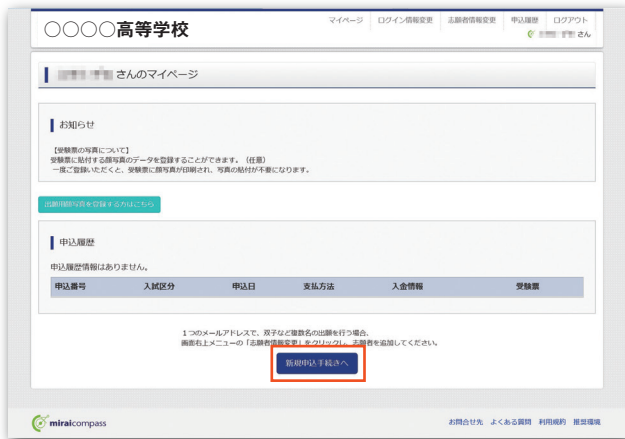 〇〇〇〇高等学校
マイページ ログイン情報変更 志願者情報変更 申込履歴 ログアウト
さん
さんのマイページ
お知らせ
【受験票の写真について】
受験票に貼付する顔写真のデータを登録することができます。（任意）
一度ご登録いただくと、受験票に顔写真が印刷され、写真の貼付が不要になります。
出願用顔写真を登録する方はこちら
申込履歴
申込履歴情報はありません。
申込番号 入試区分 申込日 支払方法 入金情報 受験票
1つのメールアドレスで、双子など複数名の出願を行う場合、
画面右上メニューの「志願者情報変更」をクリックし、志願者を追加してください。
新規申込手続きへ
miraicompass
お問合せ先 よくある質問 利用規約 推奨環境